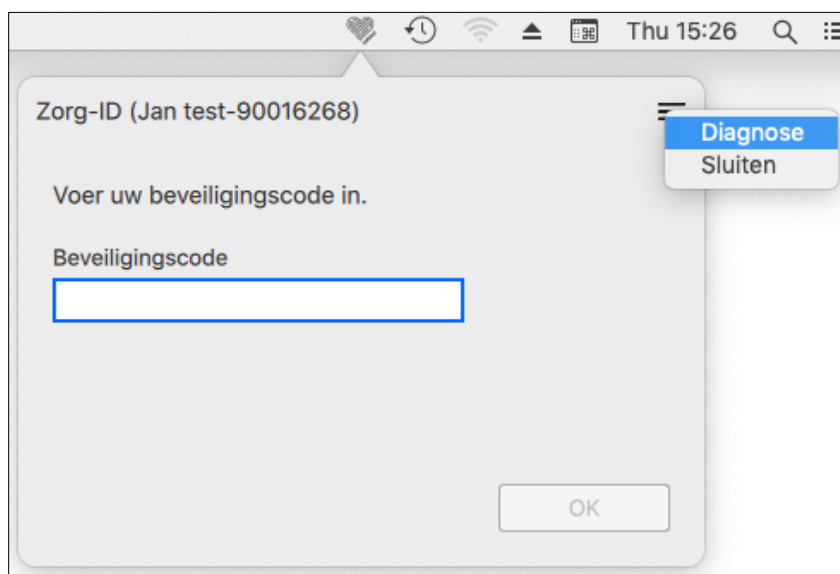 Thu 15:26
Zorg-ID (Jan test-90016268)
Diagnose
Sluiten
Voer uw beveiligingscode in.
Beveiligingscode
OK